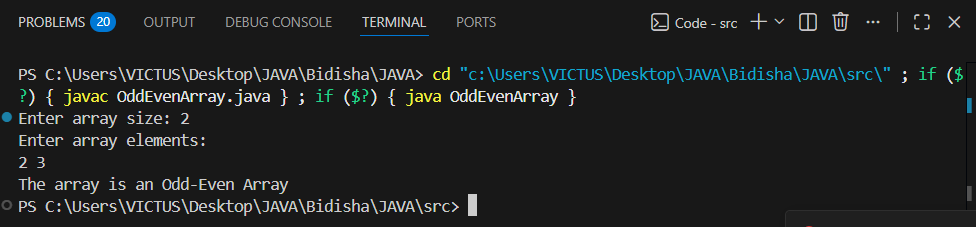 PROBLEMS 20 OUTPUT DEBUG CONSOLE TERMINAL PORTS Code - src
PS C:\Users\VICTUS\Desktop\JAVA\Bidisha\JAVA> cd "c:\Users\VICTUS\Desktop\JAVA\Bidisha\JAVA\src\" ; if ($
?) { javac OddEvenArray.java } ; if ($?) { java OddEvenArray }
Enter array size: 2
Enter array elements:
2 3
The array is an Odd-Even Array
PS C:\Users\VICTUS\Desktop\JAVA\Bidisha\JAVA\src>